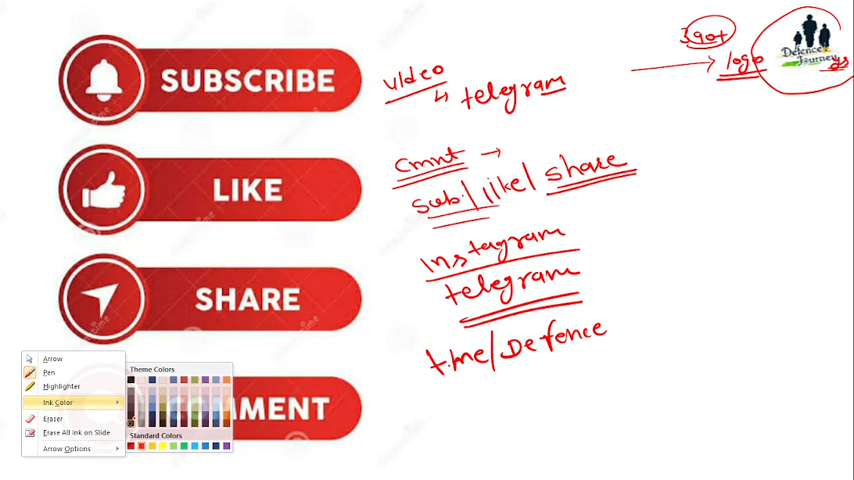 SUBSCRIBE
LIKE
SHARE
MENT
video
telegram
cmnt →
sub/like/share
instagram
telegram
t.me/Defence
logo
Defence
Journey
Arrow
Pen
Highlighter
Ink Color
Eraser
Erase All Ink on Slide
Arrow Options
Theme Colors
Standard Colors